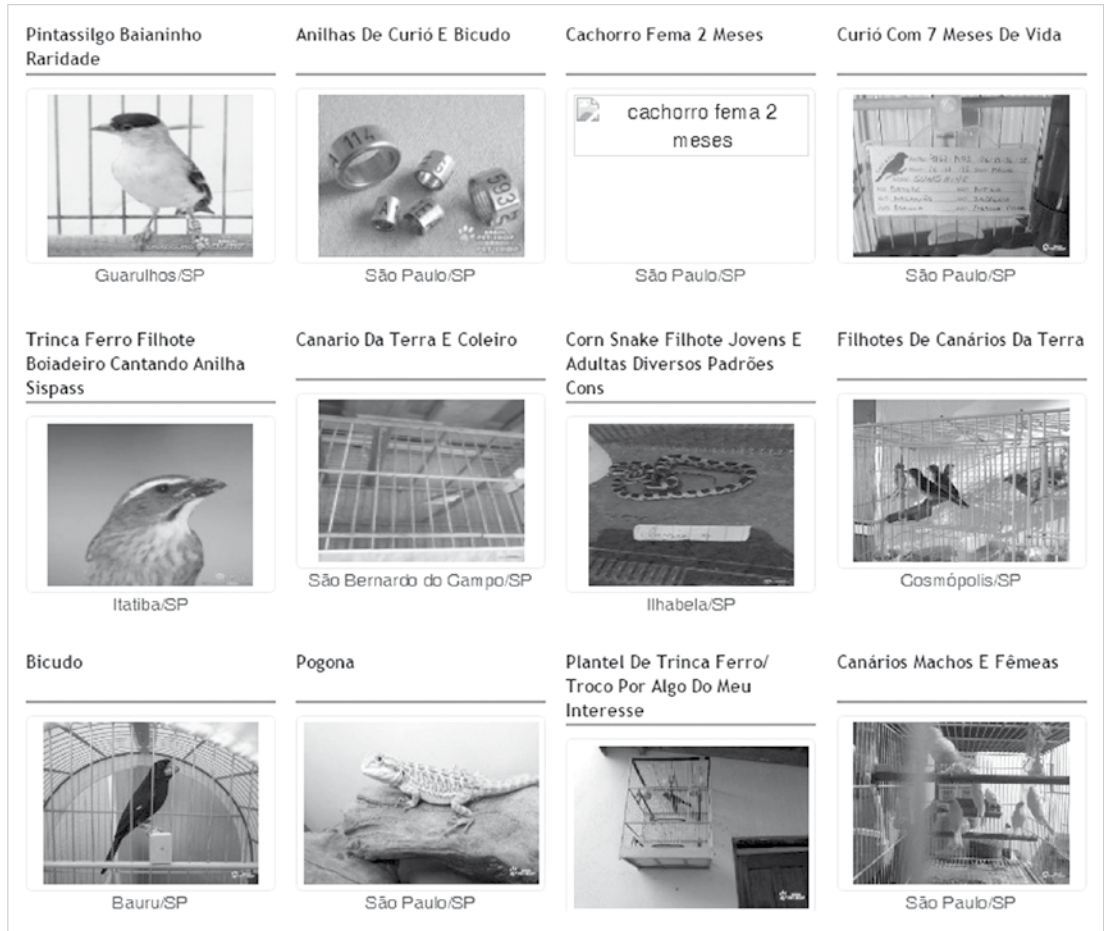 Pintassilgo Baianinho
Raridade
Guarulhos/SP
Anilhas De Curió E Bicudo
São Paulo/SP
Cachorro Fema 2 Meses
cachorro fema 2
meses
São Paulo/SP
Curió Com 7 Meses De Vida
São Paulo/SP
Trinca Ferro Filhote
Boiadeiro Cantando Anilha
Sispass
Itatiba/SP
Canario Da Terra E Coleiro
São Bernardo do Campo/SP
Corn Snake Filhote Jovens E
Adultas Diversos Padrões
Cons
Ilhabela/SP
Filhotes De Canários Da Terra
Cosmópolis/SP
Bicudo
Bauru/SP
Pogona
São Paulo/SP
Plantel De Trinca Ferro/
Troco Por Algo Do Meu
Interesse
Canários Machos E Fêmeas
São Paulo/SP